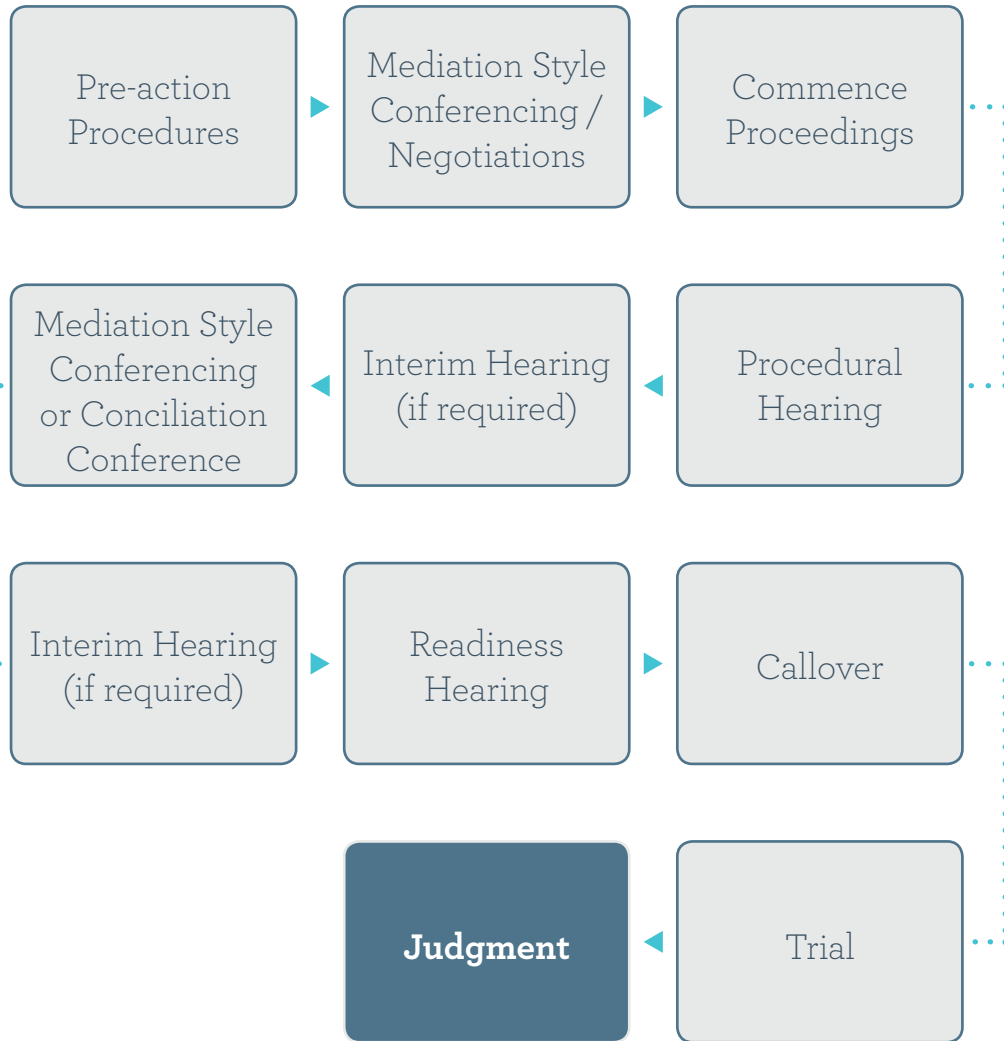 Pre-action
Procedures
Mediation Style
Conferencing /
Negotiations
Commence
Proceedings
Procedural
Hearing
Interim Hearing
(if required)
Mediation Style
Conferencing
or Conciliation
Conference
Interim Hearing
(if required)
Readiness
Hearing
Callover
Trial
Judgment